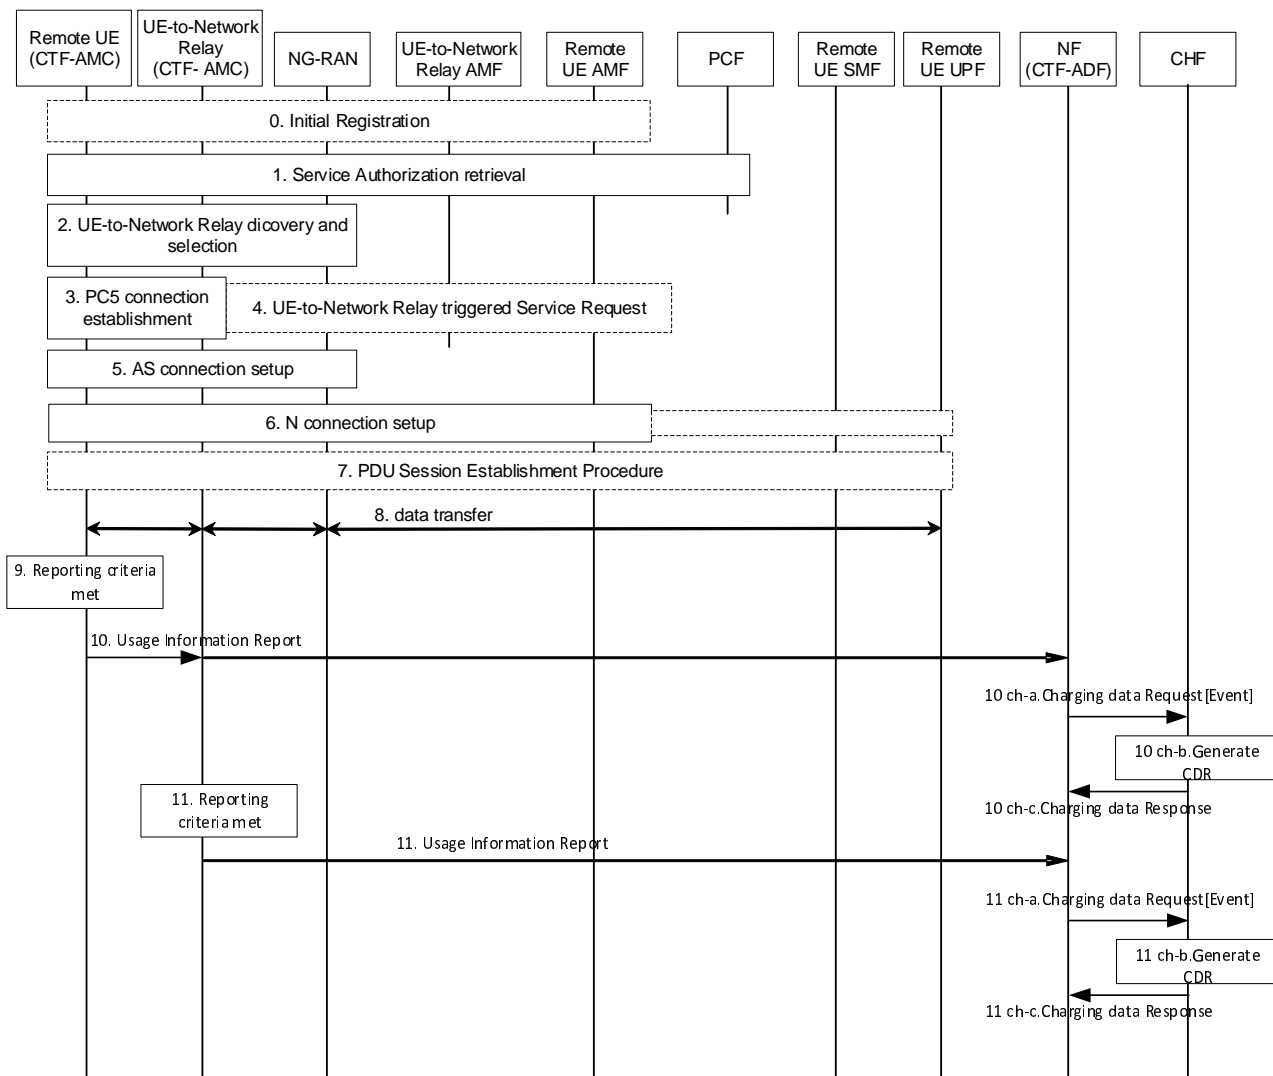 Remote UE
(CTF-AMC)
UE-to-Network
Relay
(CTF- AMC)
NG-RAN
UE-to-Network
Relay AMF
Remote
UE AMF
PCF
Remote
UE SMF
Remote
UE UPF
NF
(CTF-ADF)
CHF
0. Initial Registration
1. Service Authorization retrieval
2. UE-to-Network Relay dicovery and
selection
3. PC5 connection
establishment
4. UE-to-Network Relay triggered Service Request
5. AS connection setup
6. N connection setup
7. PDU Session Establishment Procedure
8. data transfer
9. Reporting criteria
met
10. Usage Information Report
10 ch-a.Charging data Request[Event]
10 ch-b.Generate
CDR
10 ch-c.Charging data Response
11. Reporting
criteria met
11. Usage Information Report
11 ch-a.Charging data Request[Event]
11 ch-b.Generate
CDR
11 ch-c.Charging data Response